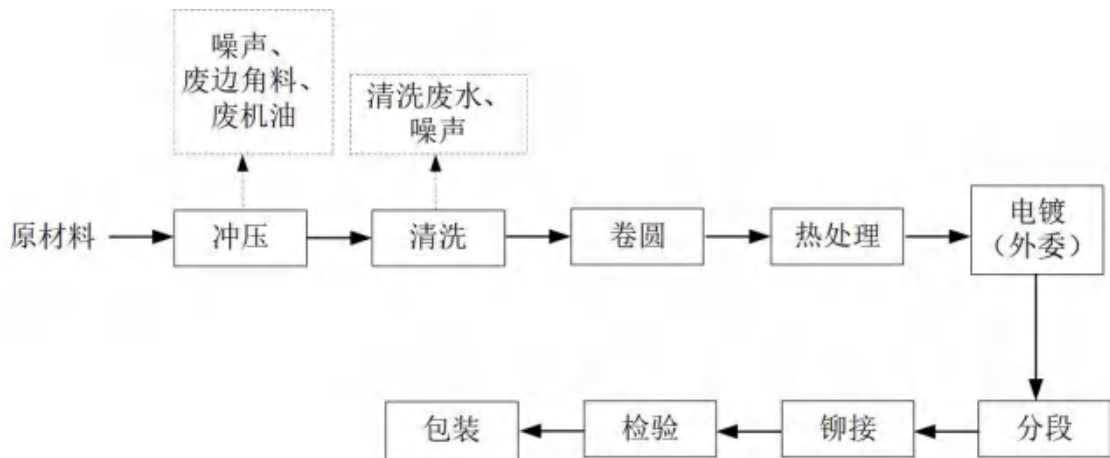 噪声、
废边角料、
废机油
清洗废水、
噪声
原材料
冲压
清洗
卷圆
热处理
电镀
（外委）
包装
检验
铆接
分段